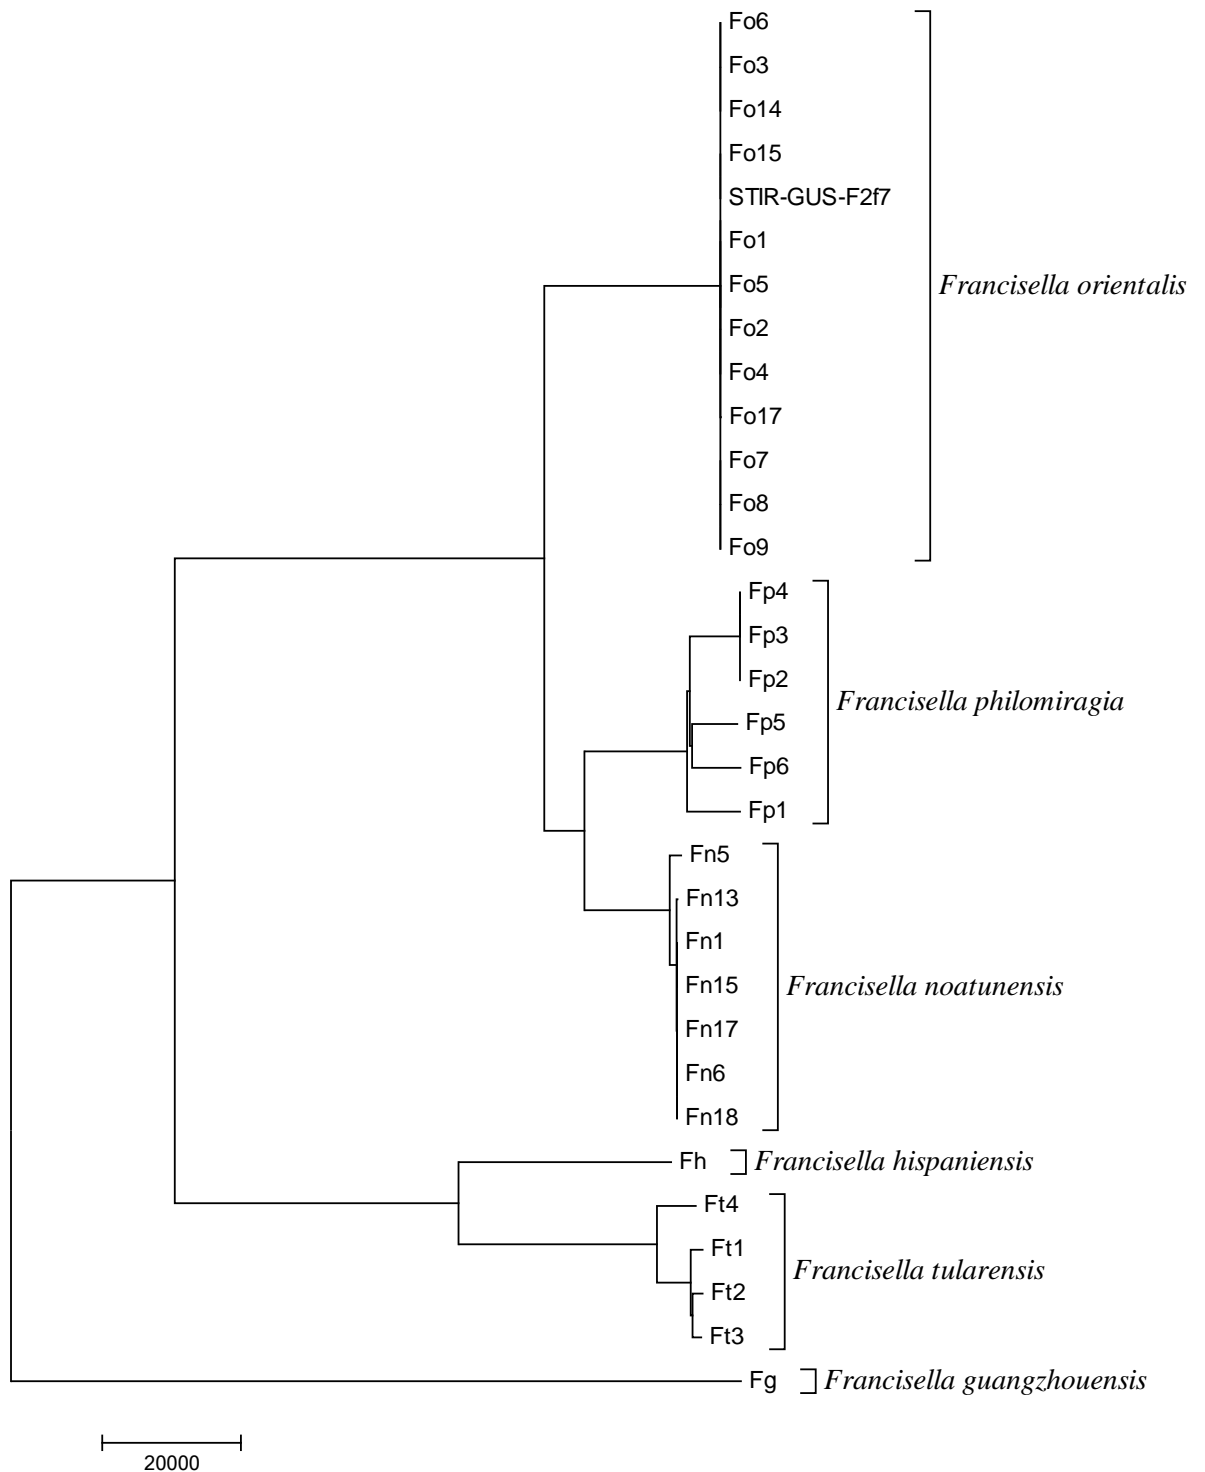 Fo6
Fo3
Fo14
Fo15
STIR-GUS-F2f7
Fo1
Fo5
Francisella orientalis
Fo2
Fo4
Fo17
Fo7
Fo8
Fo9
Fp4
Fp3
Fp2
Francisella philomiragia
Fp5
Fp6
Fp1
Fn5
Fn13
Fn1
Fn15
Francisella noatunensis
Fn17
Fn6
Fn18
Fh
Francisella hispaniensis
Ft4
Ft1
Francisella tularensis
Ft2
Ft3
Fg
Francisella guangzhouensis
20000